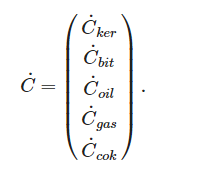 Ċ = ( Ċ_ker
Ċ_bit
Ċ_oil
Ċ_gas
Ċ_cok ) .